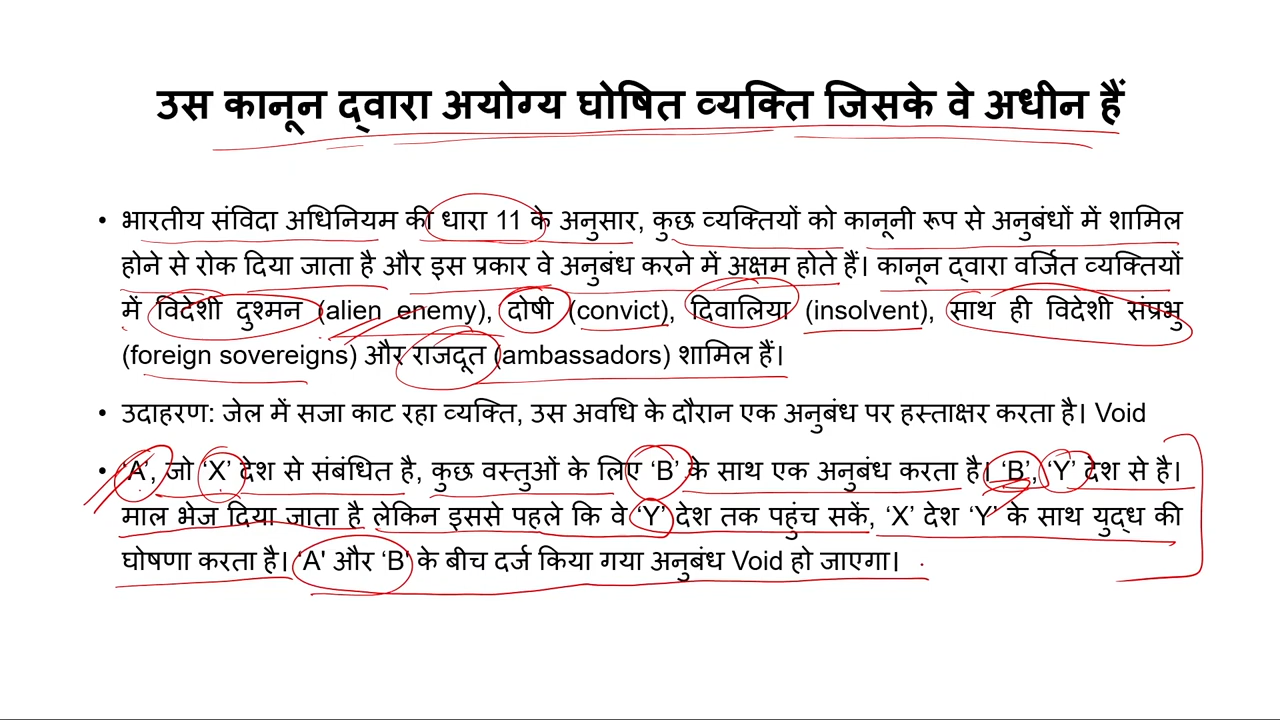 उस कानून द्वारा अयोग्य घोषित व्यक्ति जिसके वे अधीन हैं
• भारतीय संविदा अधिनियम की धारा 11 के अनुसार, कुछ व्यक्तियों को कानूनी रूप से अनुबंधों में शामिल
होने से रोक दिया जाता है और इस प्रकार वे अनुबंध करने में अक्षम होते हैं। कानून द्वारा वर्जित व्यक्तियों
में विदेशी दुश्मन (alien enemy), दोषी (convict), दिवालिया (insolvent), साथ ही विदेशी संप्रभु
(foreign sovereigns) और राजदूत (ambassadors) शामिल हैं।
• उदाहरण: जेल में सजा काट रहा व्यक्ति, उस अवधि के दौरान एक अनुबंध पर हस्ताक्षर करता है। Void
• 'A', जो 'X' देश से संबंधित है, कुछ वस्तुओं के लिए 'B' के साथ एक अनुबंध करता है। 'B', 'Y' देश से है।
माल भेज दिया जाता है लेकिन इससे पहले कि वे 'Y' देश तक पहुंच सकें, 'X' देश 'Y' के साथ युद्ध की
घोषणा करता है। 'A' और 'B' के बीच दर्ज किया गया अनुबंध Void हो जाएगा।